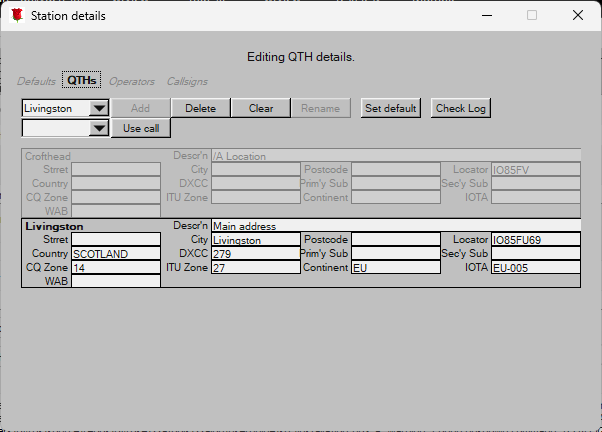 Station details
Editing QTH details.
Defaults QTHs Operators Callsigns
Livingston Add Delete Clear Rename Set default Check Log
Use call
Crofthead Descr'n /A Location
Strret City Postcode Locator IO85FV
Country DXCC Prim'y Sub Sec'y Sub
CQ Zone ITU Zone Continent IOTA
WAB
Livingston Descr'n Main address
Strret City Livingston Postcode Locator IO85FU69
Country SCOTLAND DXCC 279 Prim'y Sub Sec'y Sub
CQ Zone 14 ITU Zone 27 Continent EU IOTA EU-005
WAB